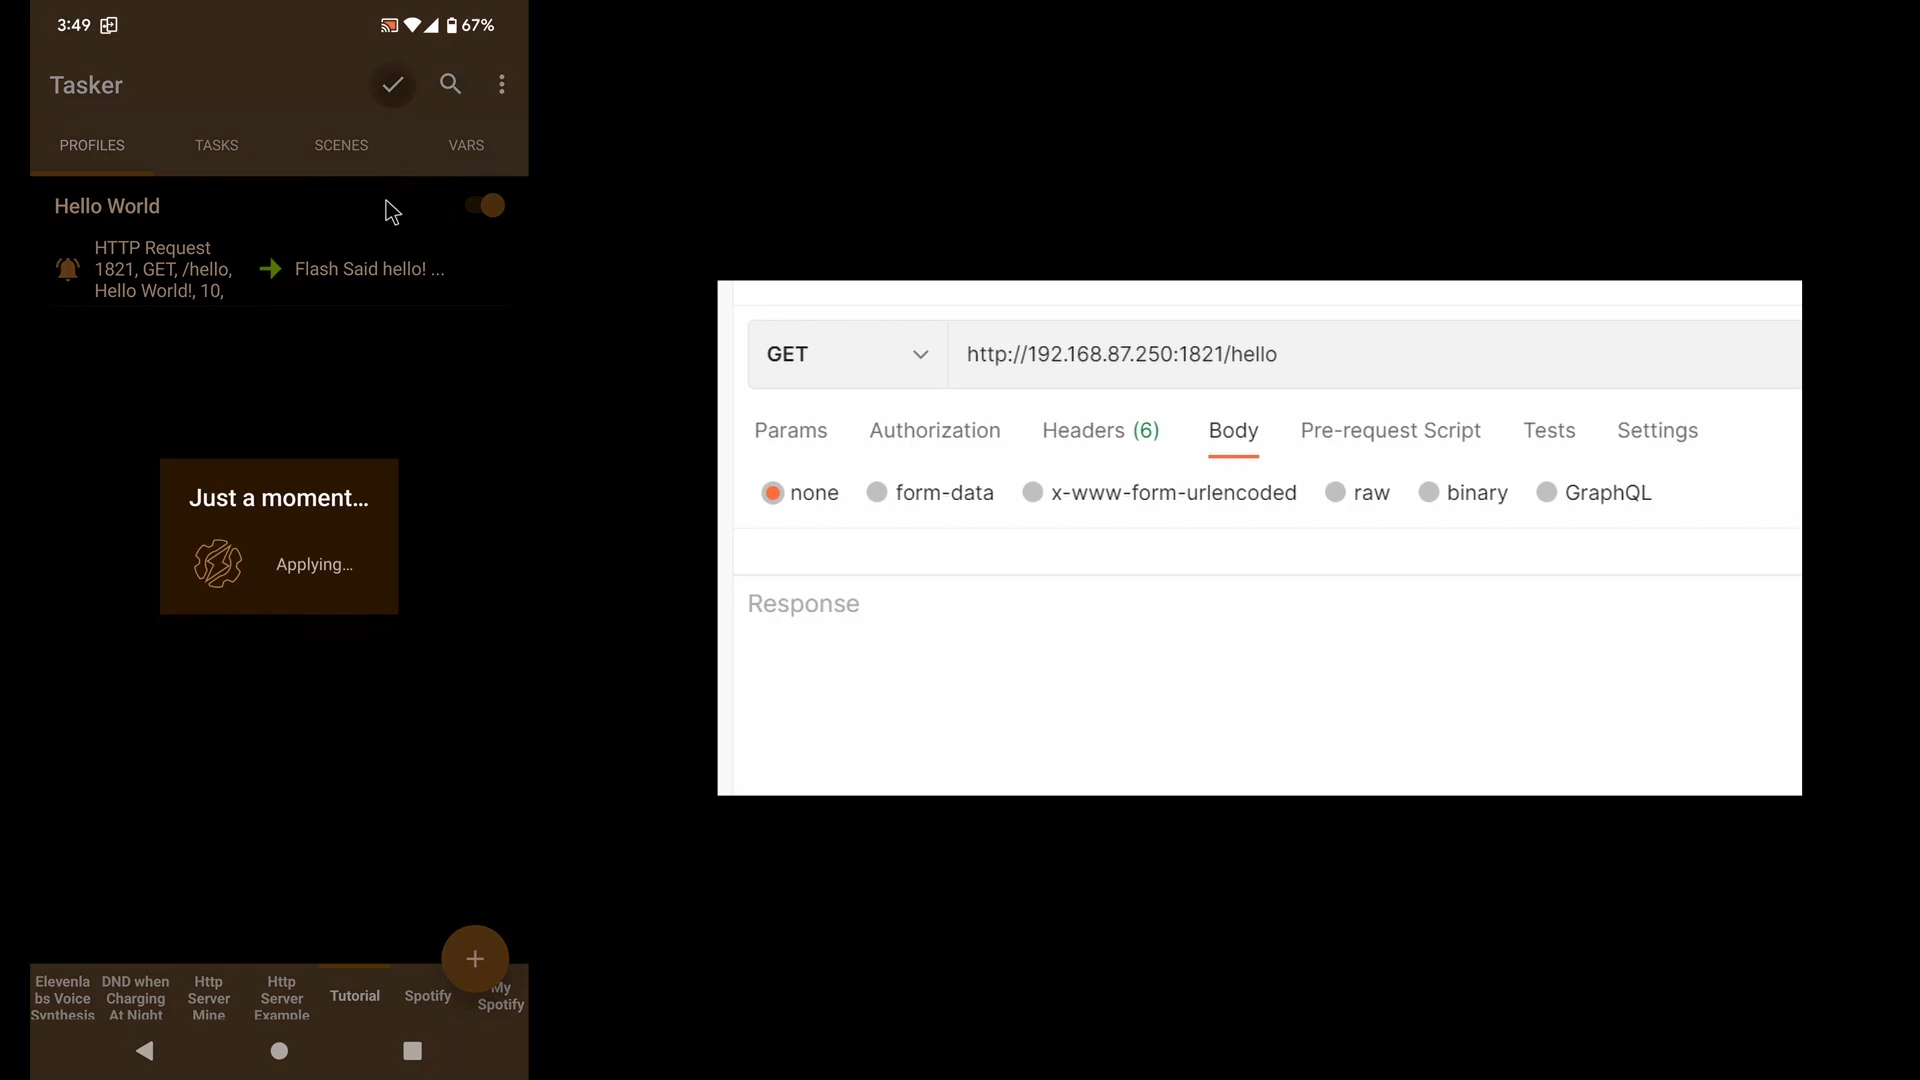 3:49
67%
Tasker
PROFILES TASKS SCENES VARS
Hello World
HTTP Request
1821, GET, /hello,
Hello World!, 10,
Flash Said hello! ...
Just a moment...
Applying...
Elevenla
bs Voice
Synthesis
DND when
Charging
At Night
Http
Server
Mine
Http
Server
Example
Tutorial
Spotify
My
Spotify
GET
http://192.168.87.250:1821/hello
Params Authorization Headers (6) Body Pre-request Script Tests Settings
none form-data x-www-form-urlencoded raw binary GraphQL
Response